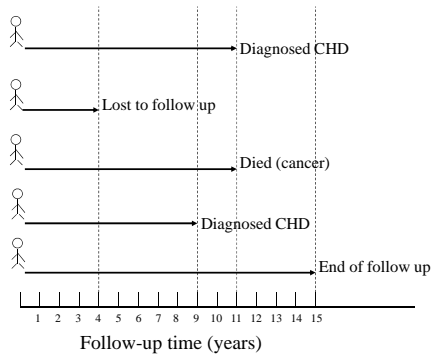 Diagnosed CHD
Lost to follow up
Died (cancer)
Diagnosed CHD
End of follow up
1 2 3 4 5 6 7 8 9 10 11 12 13 14 15
Follow-up time (years)